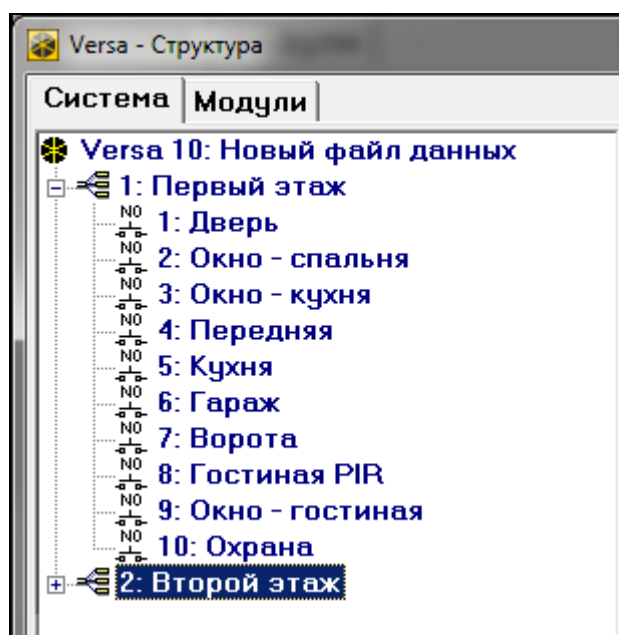 Versa - Структура
Система Модули
Versa 10: Новый файл данных
1: Первый этаж
NO 1: Дверь
NO 2: Окно - спальня
NO 3: Окно - кухня
NO 4: Передняя
NO 5: Кухня
NO 6: Гараж
NO 7: Ворота
NO 8: Гостиная PIR
NO 9: Окно - гостиная
NO 10: Охрана
2: Второй этаж